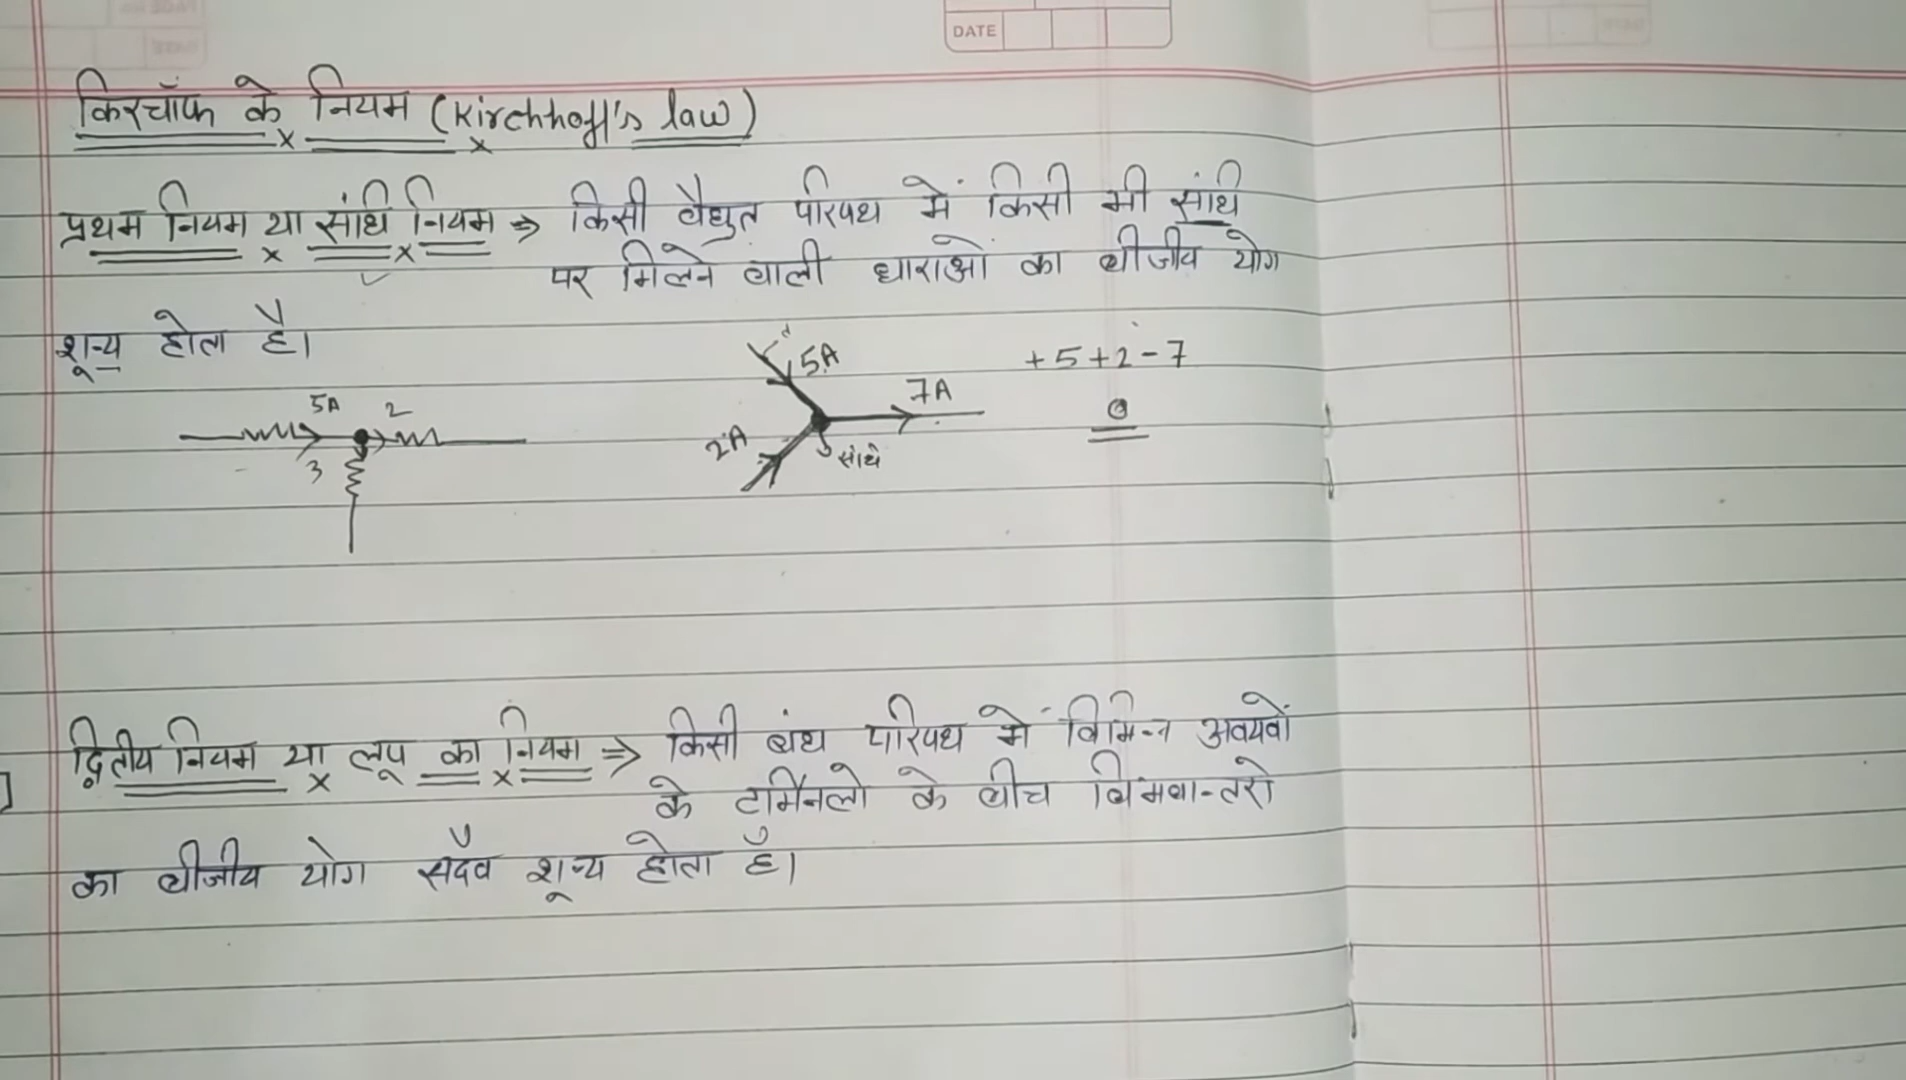 DATE
किरचॉफ के नियम (Kirchhoff's law)
प्रथम नियम या संधि नियम ⇒ किसी वैद्युत परिपथ में किसी भी संधि
पर मिलने वाली धाराओं का बीजीय योग
शून्य होता है।
5A
+5+2-7
7A
5A 2
0
2A
संधि
3
द्वितीय नियम या लूप का नियम ⇒ किसी बंध परिपथ में विभिन्न अवयवों
के टर्मिनलो के बीच विभवान्तरो
का बीजीय योग सदैव शून्य होता है।